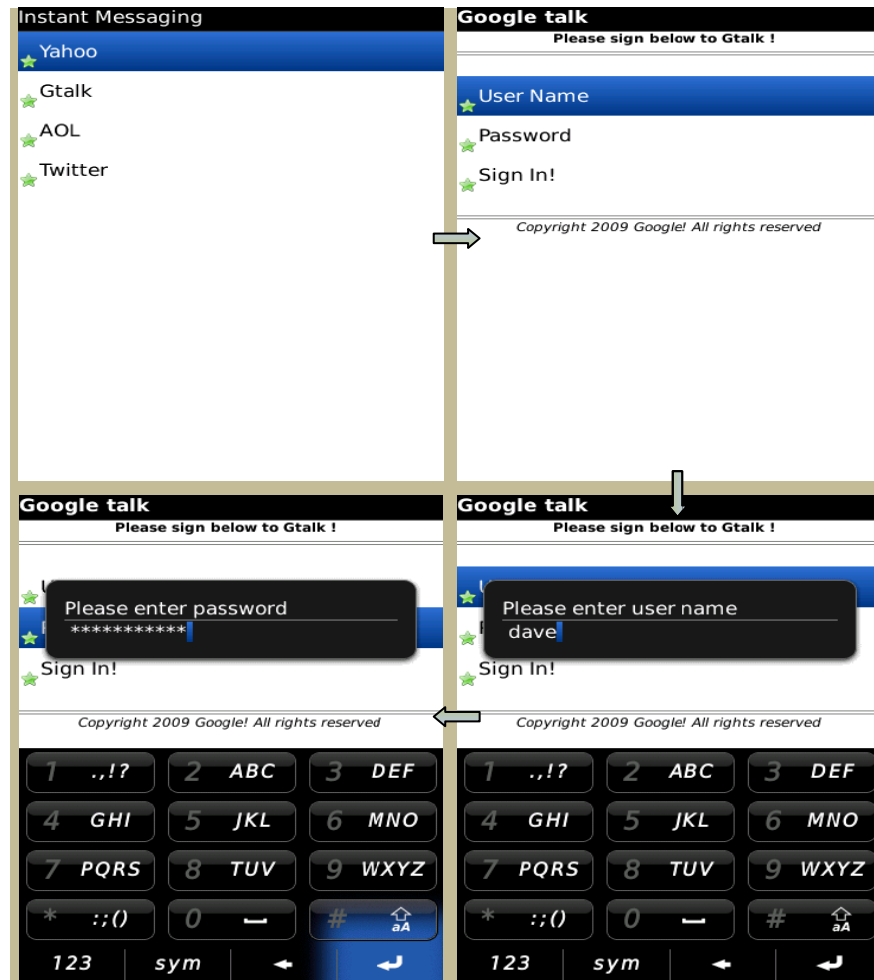 Instant Messaging
Yahoo
Gtalk
AOL
Twitter
Google talk
Please sign below to Gtalk !
User Name
Password
Sign In!
Copyright 2009 Google! All rights reserved
Google talk
Please sign below to Gtalk !
U
Please enter user name
dave
Sign In!
Copyright 2009 Google! All rights reserved
1 .,!? 2 ABC 3 DEF
4 GHI 5 JKL 6 MNO
7 PQRS 8 TUV 9 WXYZ
* :;() 0 # aA
123 sym
Google talk
Please sign below to Gtalk !
Please enter password
***********
Sign In!
Copyright 2009 Google! All rights reserved
1 .,!? 2 ABC 3 DEF
4 GHI 5 JKL 6 MNO
7 PQRS 8 TUV 9 WXYZ
* :;() 0 # aA
123 sym